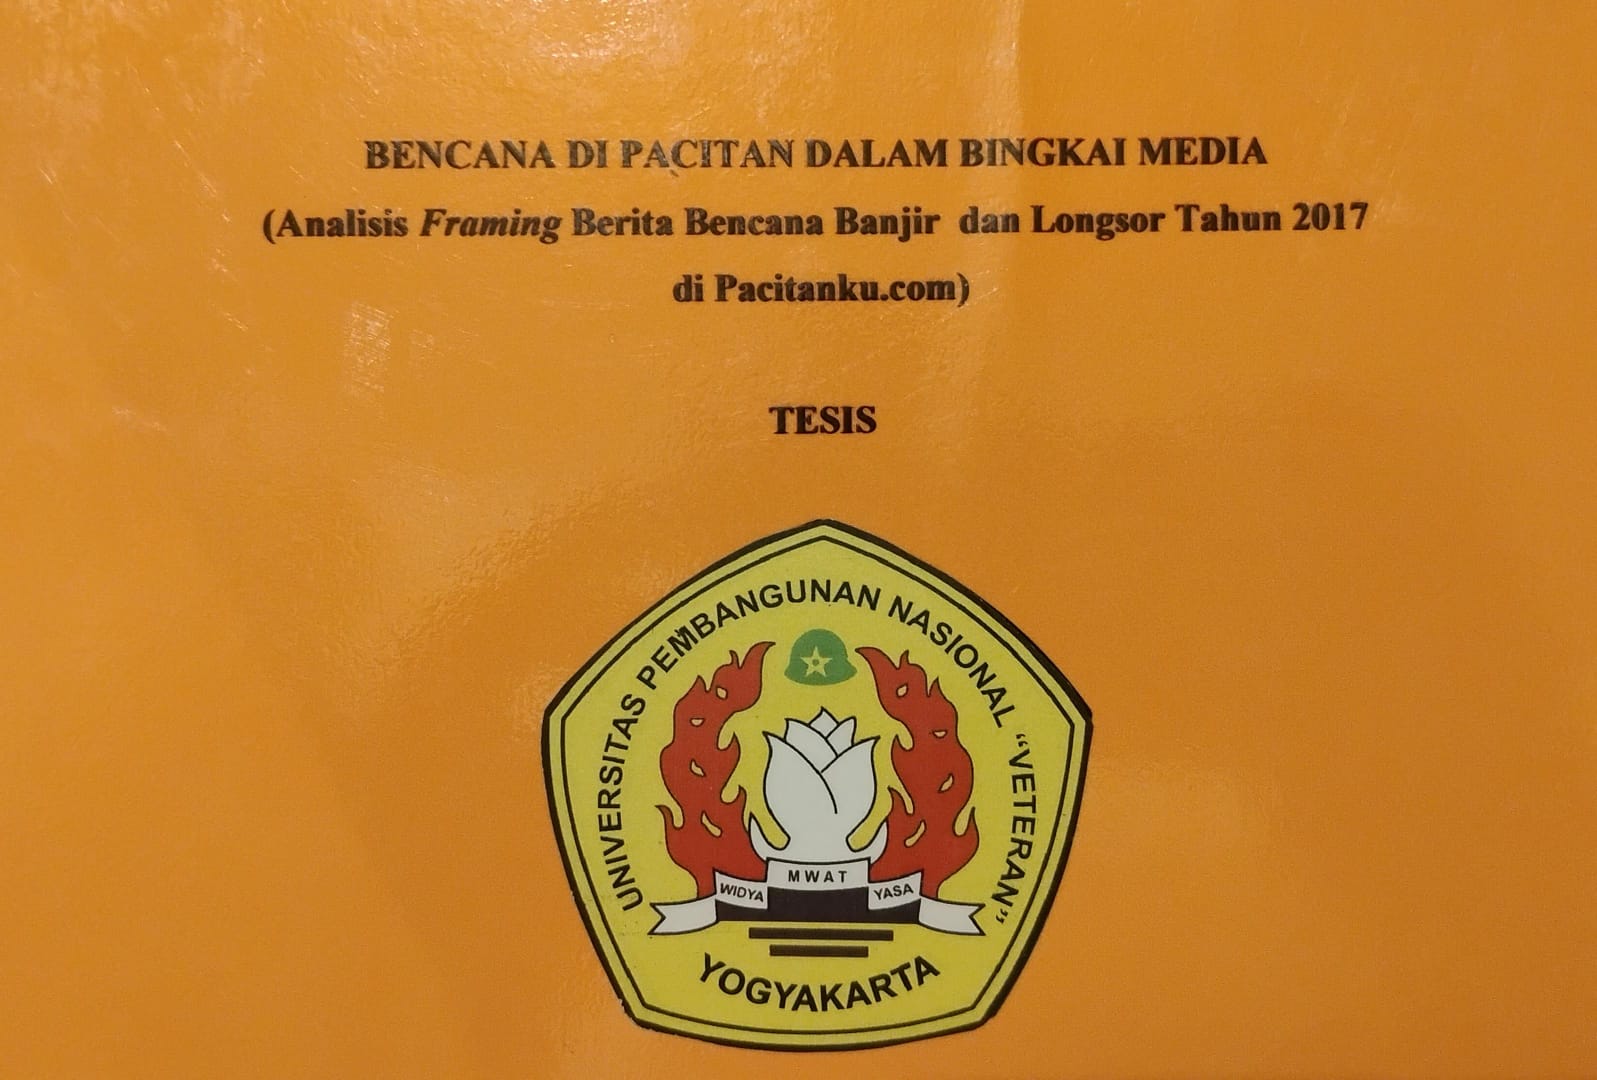 BENCANA DI PACITAN DALAM BINGKAI MEDIA
(Analisis Framing Berita Bencana Banjir dan Longsor Tahun 2017
di Pacitanku.com)
TESIS
UNIVERSITAS PEMBANGUNAN NASIONAL “VETERAN”
WIDYA MWAT YASA
YOGYAKARTA